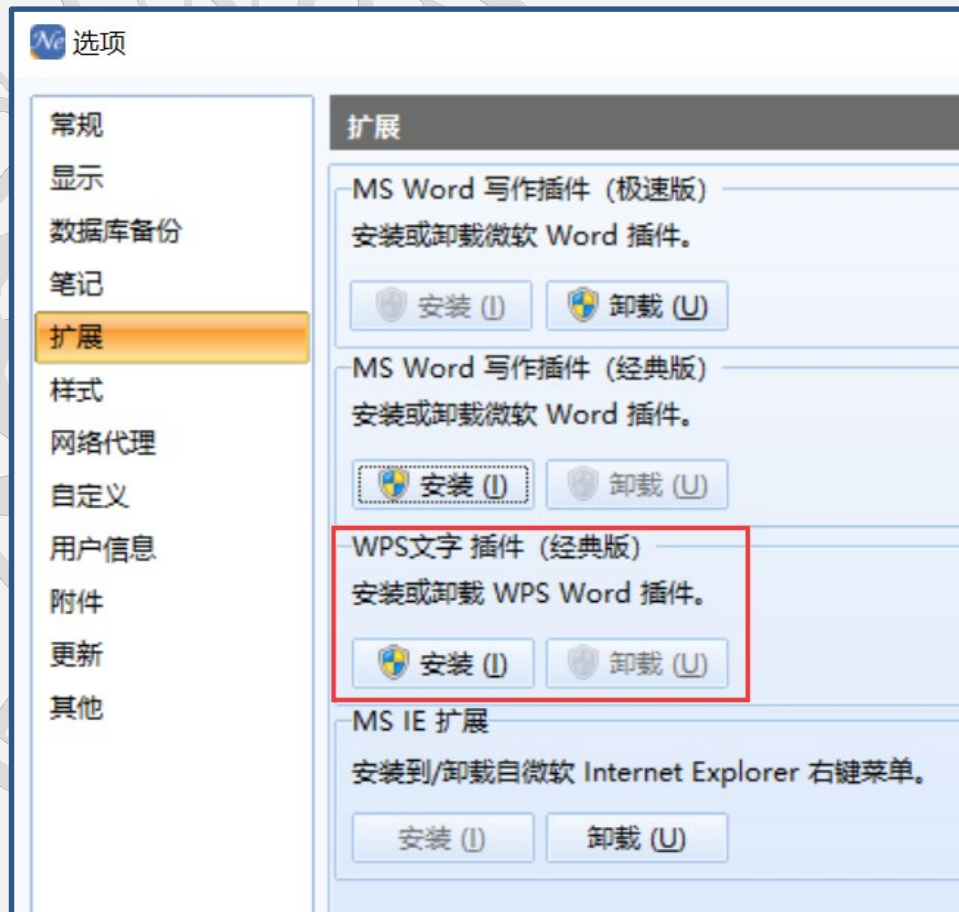 Ne 选项
常规
显示
数据库备份
笔记
扩展
样式
网络代理
自定义
用户信息
附件
更新
其他
扩展
MS Word 写作插件（极速版）
安装或卸载微软 Word 插件。
安装 (I) 卸载 (U)
MS Word 写作插件（经典版）
安装或卸载微软 Word 插件。
安装 (I) 卸载 (U)
WPS文字 插件（经典版）
安装或卸载 WPS Word 插件。
安装 (I) 卸载 (U)
MS IE 扩展
安装到/卸载自微软 Internet Explorer 右键菜单。
安装 (I) 卸载 (U)